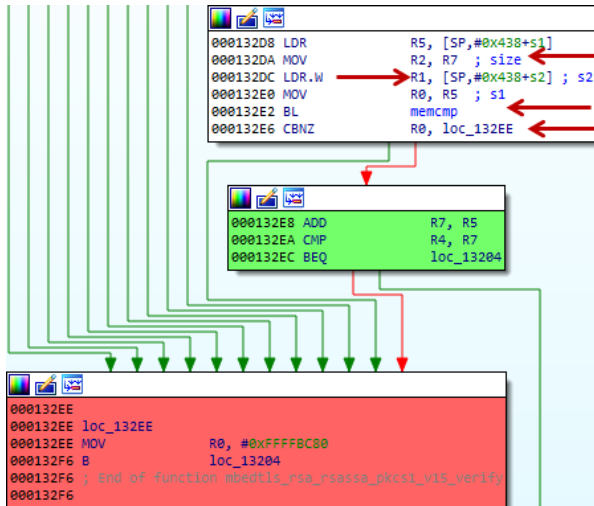 000132D8 LDR R5, [SP,#0x438+s1]
000132DA MOV R2, R7 ; size
000132DC LDR.W R1, [SP,#0x438+s2] ; s2
000132E0 MOV R0, R5 ; s1
000132E2 BL memcmp
000132E6 CBNZ R0, loc_132EE
000132E8 ADD R7, R5
000132EA CMP R4, R7
000132EC BEQ loc_13204
000132EE
000132EE loc_132EE
000132EE MOV R0, #0xFFFFBC80
000132F6 B loc_13204
000132F6 ; End of function mbedtls_rsa_rsassa_pkcs1_v15_verify
000132F6